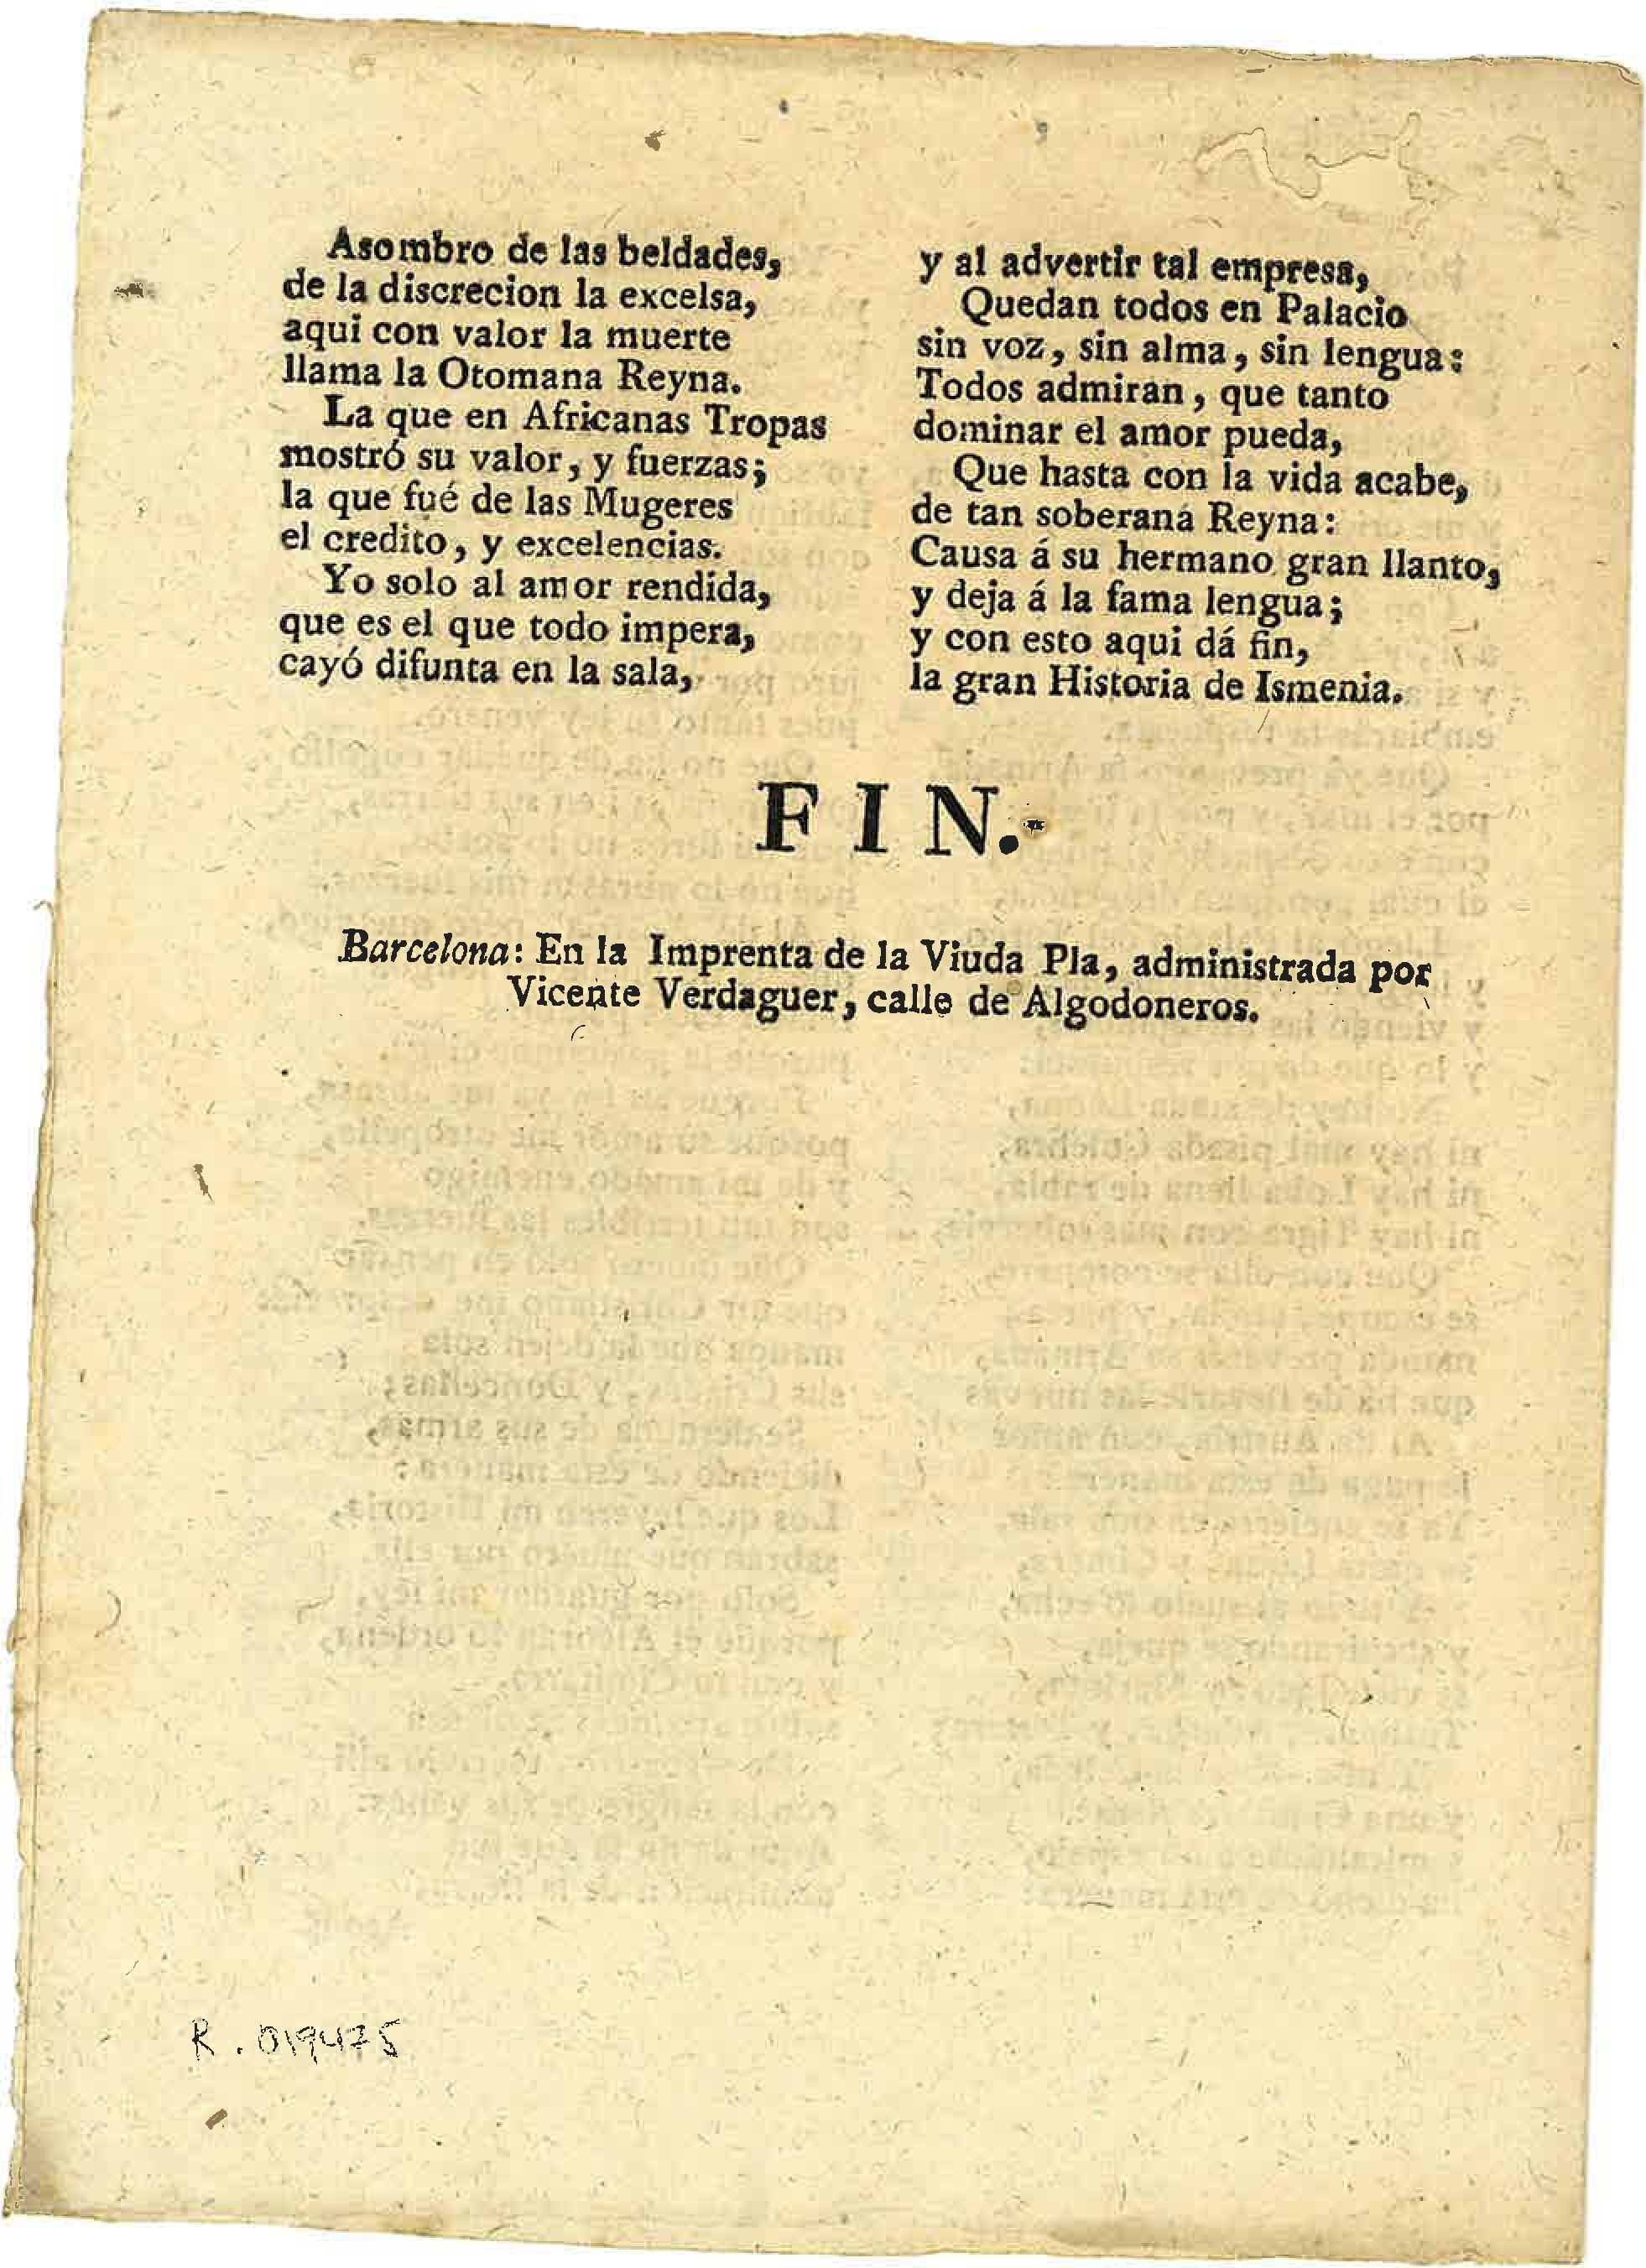 Asombro de las beldades,
de la discrecion la excelsa,
aqui con valor la muerte
llama la Otomana Reyna.
La que en Africanas Tropas
mostró su valor, y fuerzas;
la que fué de las Mugeres
el credito, y excelencias.
Yo solo al amor rendida,
que es el que todo impera,
cayó difunta en la sala,
y al advertir tal empresa,
Quedan todos en Palacio
sin voz, sin alma, sin lengua:
Todos admiran, que tanto
dominar el amor pueda,
Que hasta con la vida acabe,
de tan soberana Reyna:
Causa á su hermano gran llanto,
y deja á la fama lengua;
y con esto aqui dá fin,
la gran Historia de Ismenia.
FIN.
Barcelona: En la Imprenta de la Viuda Pla, administrada por
Vicente Verdaguer, calle de Algodoneros.
R. 019475